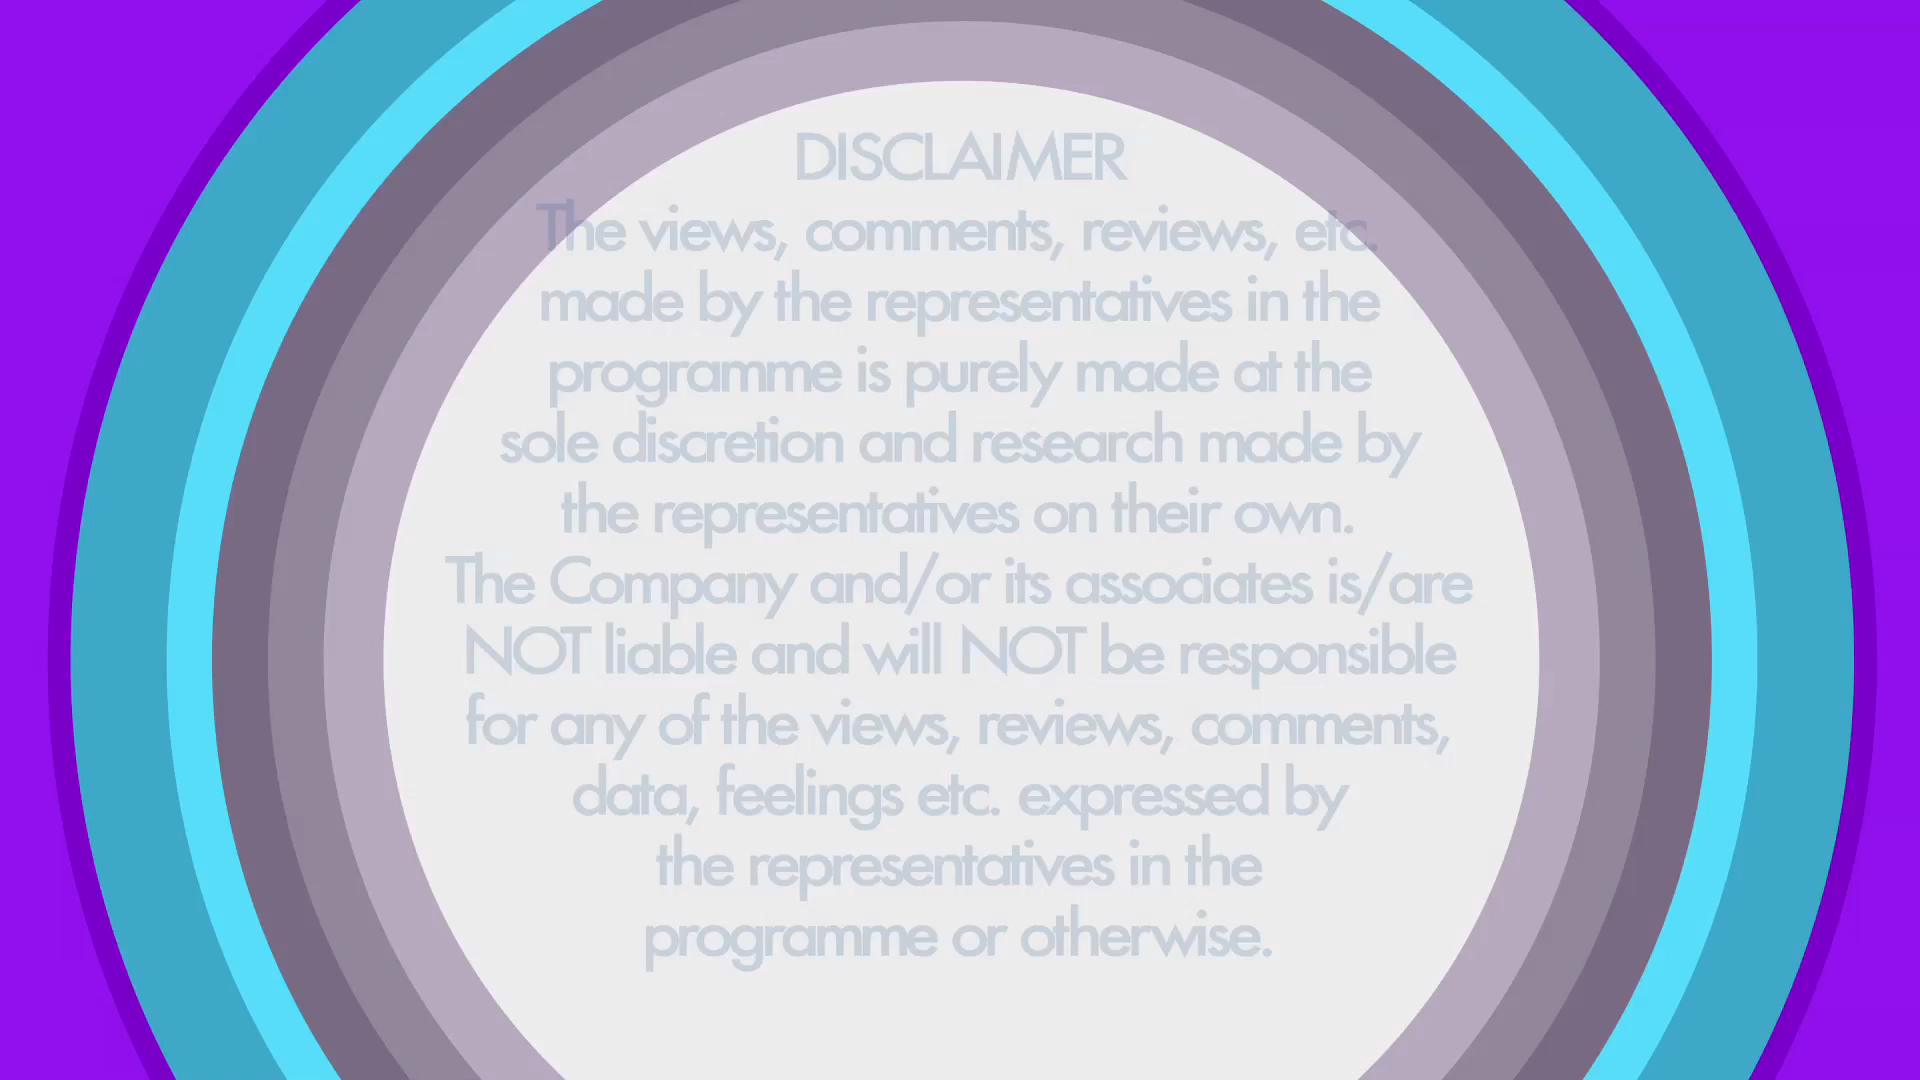 DISCLAIMER
The views, comments, reviews, etc.
made by the representatives in the
programme is purely made at the
sole discretion and research made by
the representatives on their own.
The Company and/or its associates is/are
NOT liable and will NOT be responsible
for any of the views, reviews, comments,
data, feelings etc. expressed by
the representatives in the
programme or otherwise.